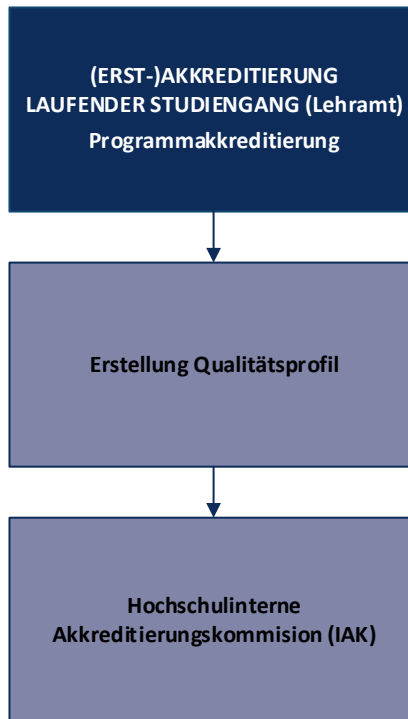 (ERST-)AKKREDITIERUNG
LAUFENDER STUDIENGANG (Lehramt)
Programmakkreditierung
Erstellung Qualitätsprofil
Hochschulinterne
Akkreditierungskommision (IAK)